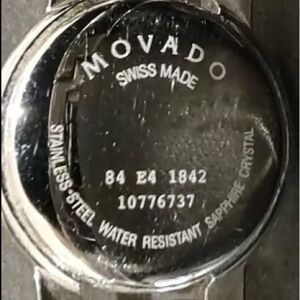 MOVADO
SWISS MADE
84 E4 1842
10776737
STAINLESS-STEEL WATER RESISTANT SAPPHIRE CRYSTAL